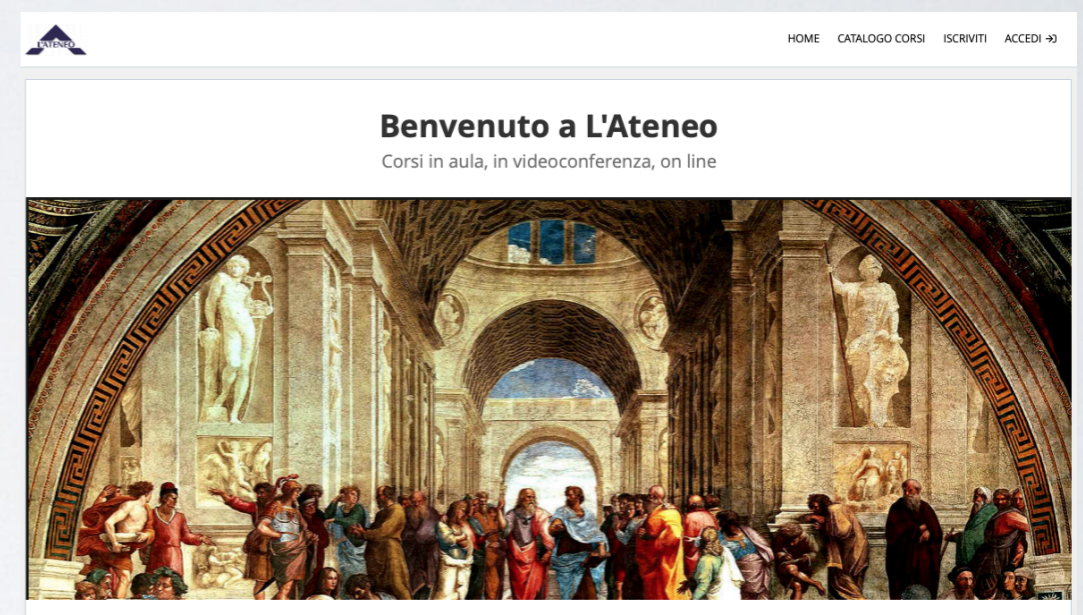 L'ATENEO
HOME CATALOGO CORSI ISCRIVITI ACCEDI
Benvenuto a L'Ateneo
Corsi in aula, in videoconferenza, on line